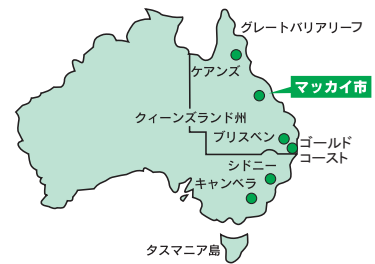 グレートバリアリーフ
ケアンズ
マッカイ市
クィーンズランド州
ブリスベン
ゴールド
コースト
シドニー
キャンベラ
タスマニア島